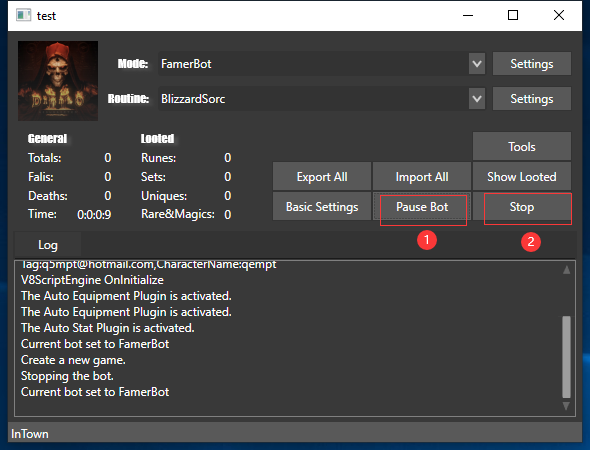 test
Mode: FamerBot Settings
Routine: BlizzardSorc Settings
DIABLO
General Looted
Totals: 0 Runes: 0 Tools
Falis: 0 Sets: 0 Export All Import All Show Looted
Deaths: 0 Uniques: 0
Time: 0:0:0:9 Rare&Magics: 0 Basic Settings Pause Bot Stop
1 2
Log
Tag:q5mpt@hotmail.com,CharacterName:qempt
V8ScriptEngine OnInitialize
The Auto Equipment Plugin is activated.
The Auto Equipment Plugin is activated.
The Auto Stat Plugin is activated.
Current bot set to FamerBot
Create a new game.
Stopping the bot.
Current bot set to FamerBot
InTown